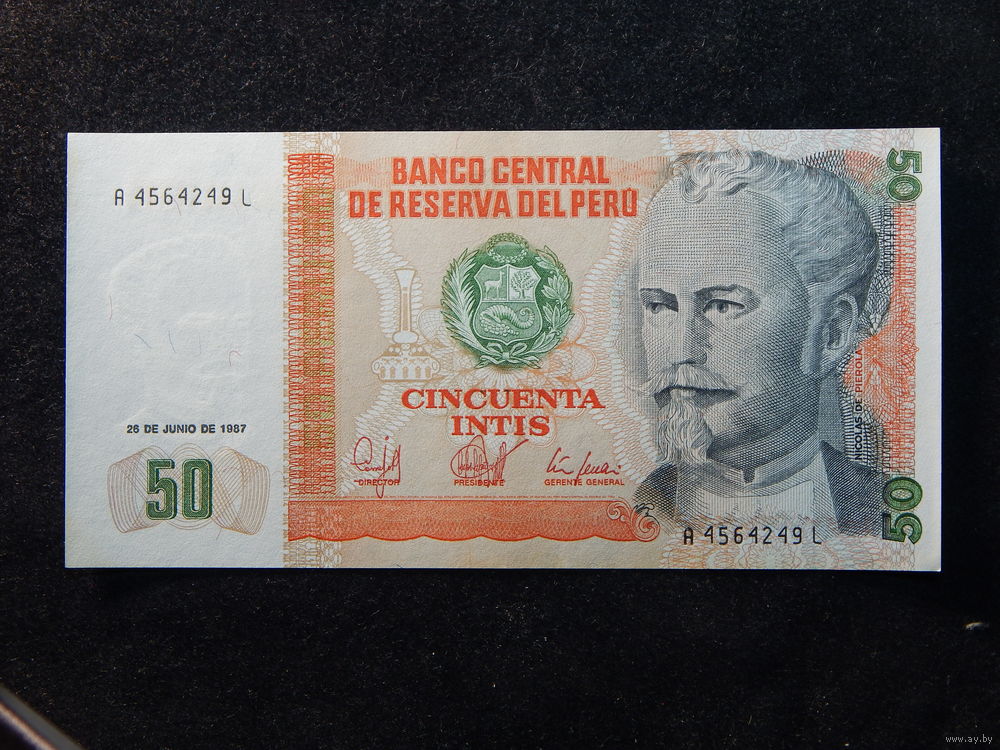 BANCO CENTRAL
DE RESERVA DEL PERÚ
A 4564249 L
50
CINCUENTA
INTIS
26 DE JUNIO DE 1987
50
DIRECTOR
PRESIDENTE
GERENTE GENERAL
NICOLAS DE PIEROLA
A 4564249 L
50
www.ay.by